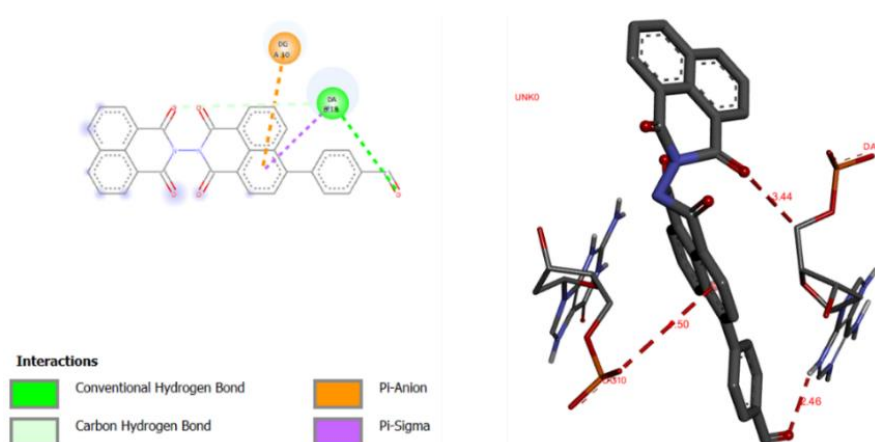 DG
A:10
DA
UNK0
DA
3.44
.50
2.46
Interactions
Conventional Hydrogen Bond
Pi-Anion
Carbon Hydrogen Bond
Pi-Sigma